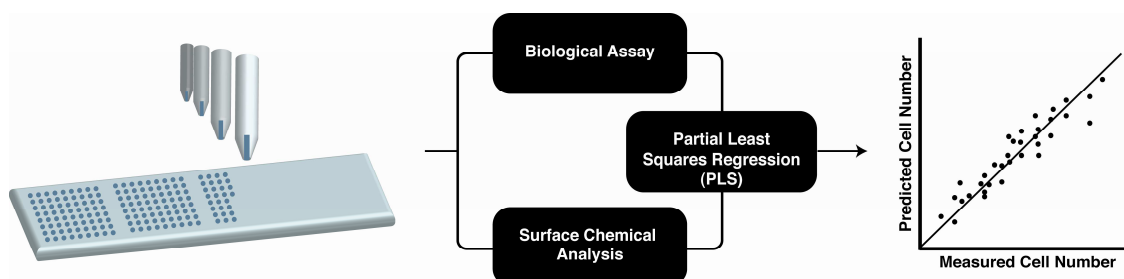 Biological Assay
Partial Least
Squares Regression
(PLS)
Surface Chemical
Analysis
Predicted Cell Number
Measured Cell Number